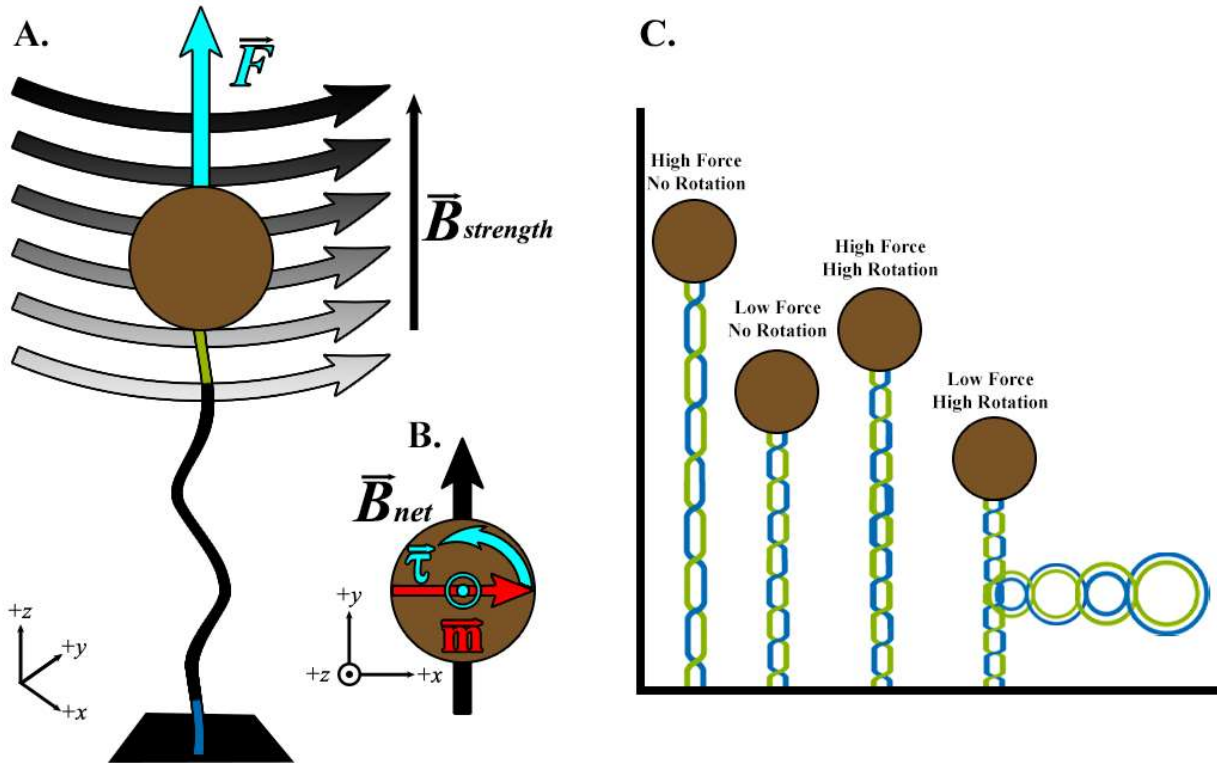 A.
F
B strength
+z
+y
+x
B.
B net
τ
m
+y
+z
+x
C.
High Force
No Rotation
Low Force
No Rotation
High Force
High Rotation
Low Force
High Rotation